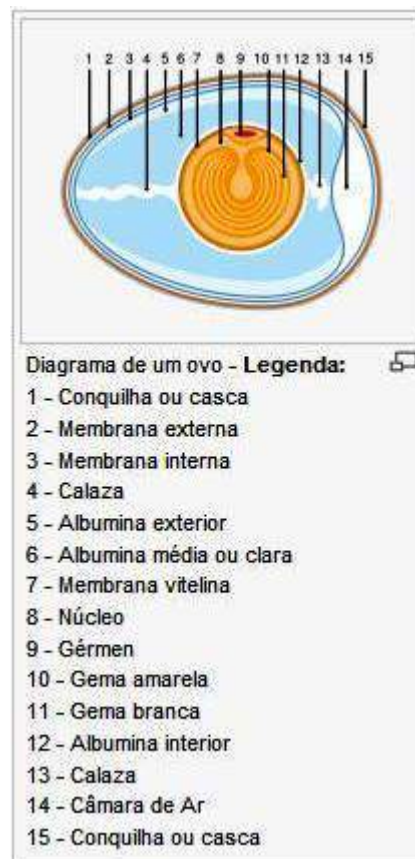 1 2 3 4 5 6 7 8 9 10 11 12 13 14 15
Diagrama de um ovo - Legenda:
1 - Conquilha ou casca
2 - Membrana externa
3 - Membrana interna
4 - Calaza
5 - Albumina exterior
6 - Albumina média ou clara
7 - Membrana vitelina
8 - Núcleo
9 - Gérmen
10 - Gema amarela
11 - Gema branca
12 - Albumina interior
13 - Calaza
14 - Câmara de Ar
15 - Conquilha ou casca